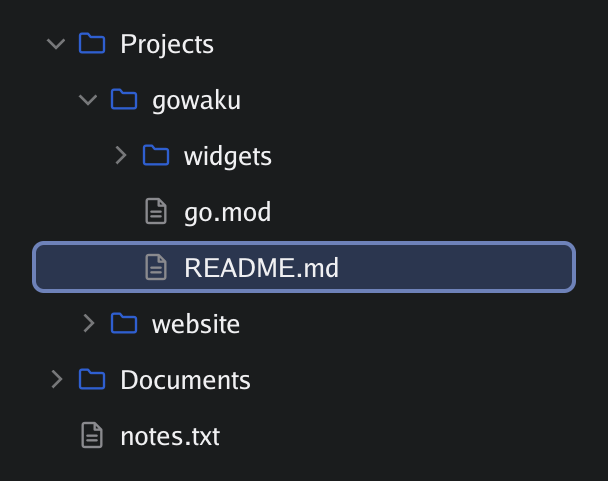 Projects
gowaku
widgets
go.mod
README.md
website
Documents
notes.txt